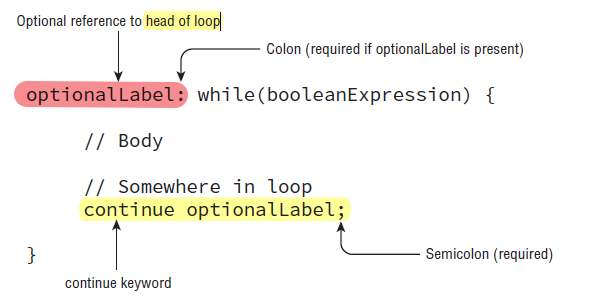 Optional reference to head of loop
Colon (required if optionalLabel is present)
optionalLabel: while(booleanExpression) {
// Body
// Somewhere in loop
continue optionalLabel;
}
Semicolon (required)
continue keyword